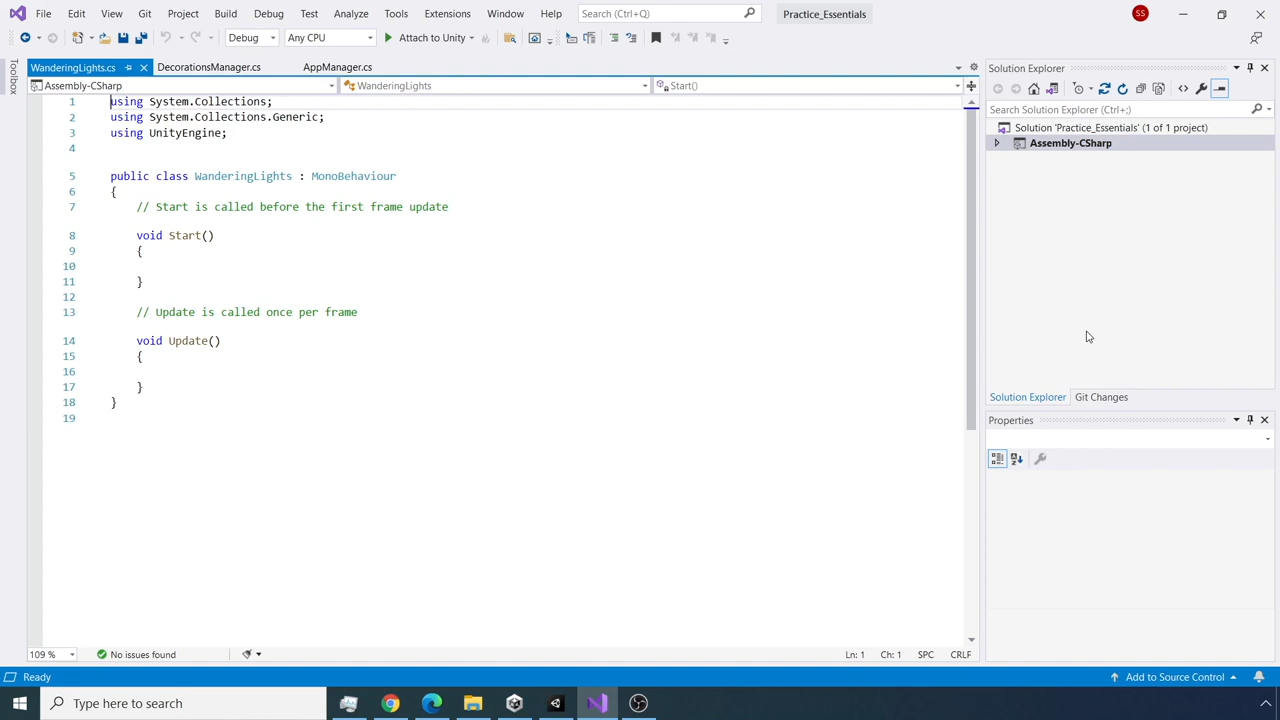 File Edit View Git Project Build Debug Test Analyze Tools Extensions Window Help Search (Ctrl+Q) Practice_Essentials SS
Debug Any CPU Attach to Unity
Toolbox
WanderingLights.cs DecorationsManager.cs AppManager.cs
Assembly-CSharp WanderingLights Start()
1 using System.Collections;
2 using System.Collections.Generic;
3 using UnityEngine;
4
5 public class WanderingLights : MonoBehaviour
6 {
7 // Start is called before the first frame update
8 void Start()
9 {
10
11 }
12
13 // Update is called once per frame
14 void Update()
15 {
16
17 }
18 }
19
109 % No issues found Ln: 1 Ch: 1 SPC CRLF
Solution Explorer
Search Solution Explorer (Ctrl+;)
Solution 'Practice_Essentials' (1 of 1 project)
Assembly-CSharp
Solution Explorer Git Changes
Properties
Ready Add to Source Control
Type here to search